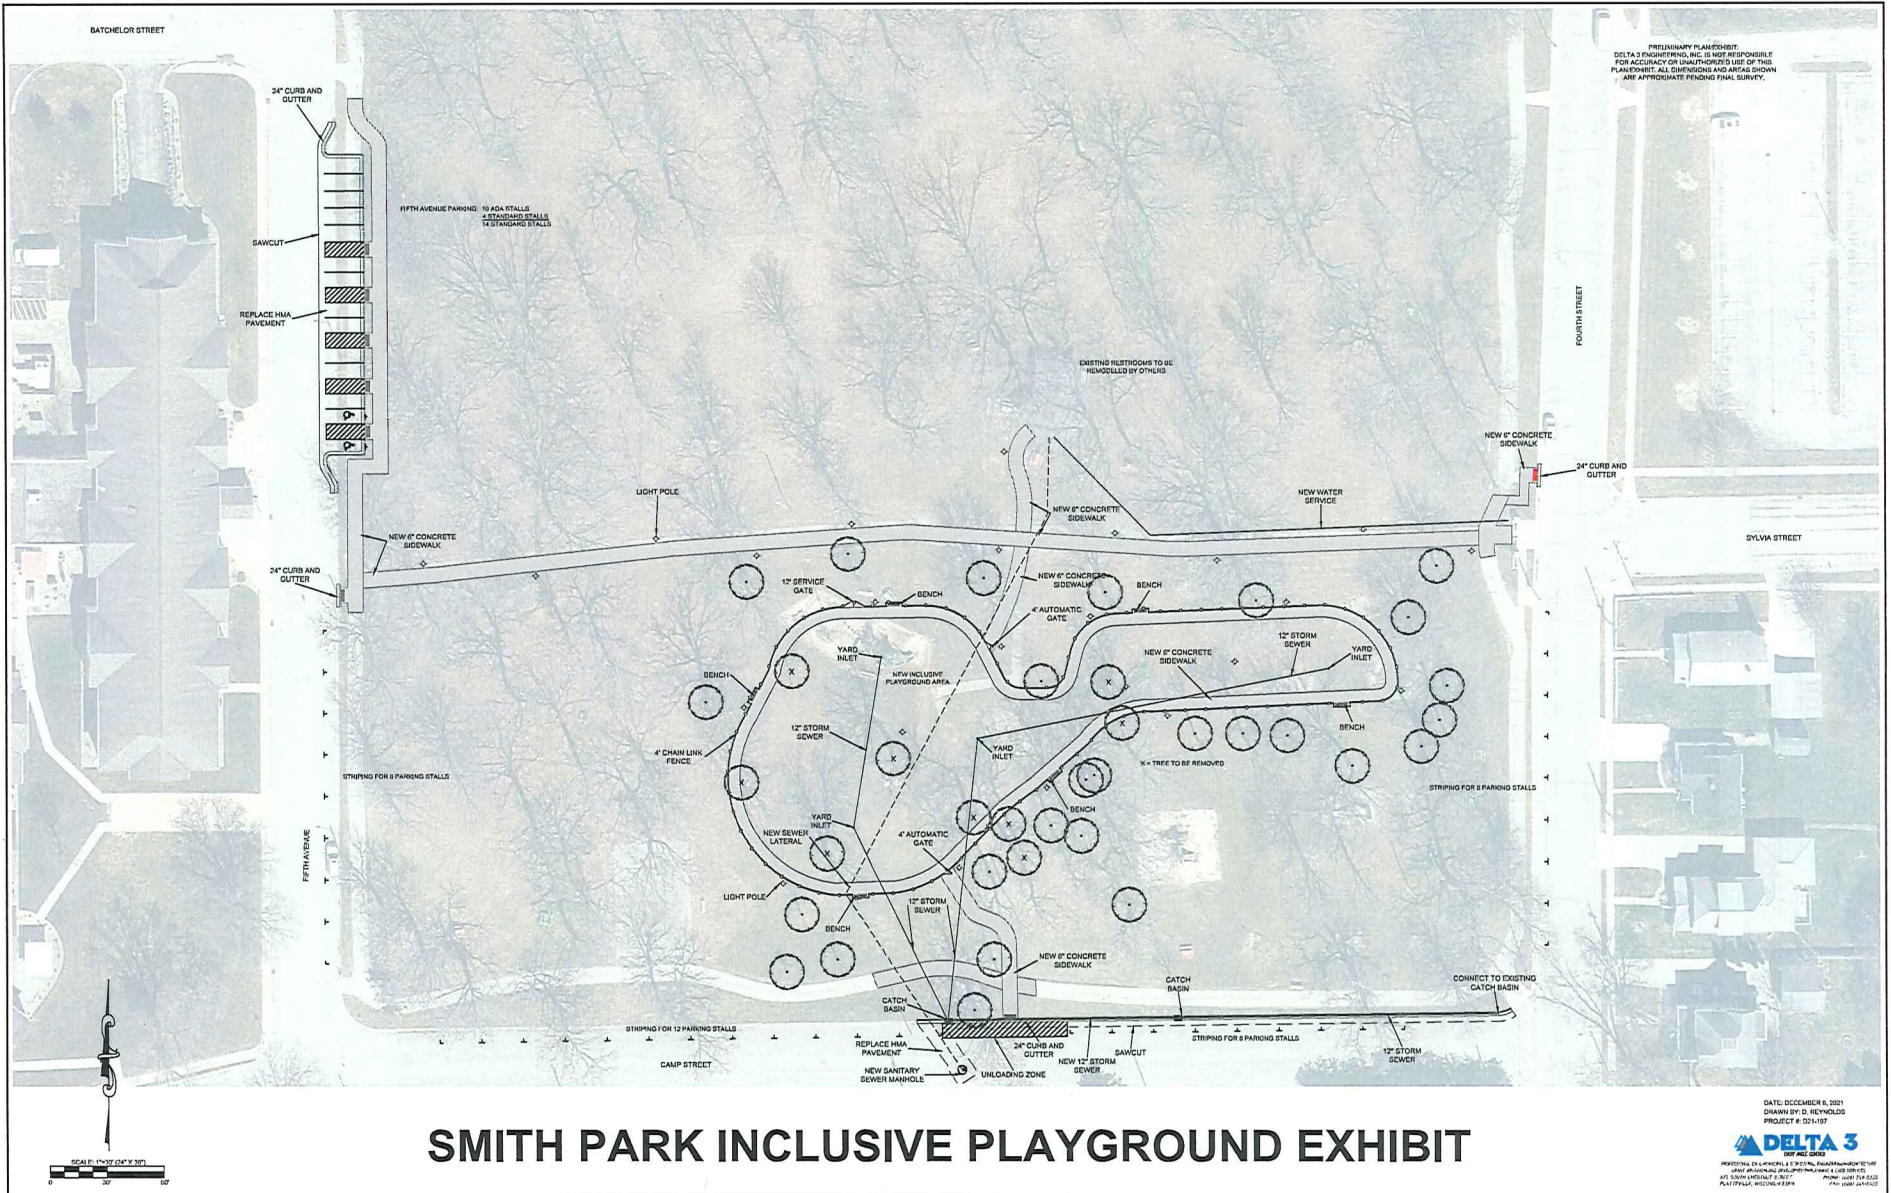 BATCHELOR STREET
PRELIMINARY PLAN/EXHIBIT:
DELTA 3 ENGINEERING, INC. IS NOT RESPONSIBLE
FOR ACCURACY OR UNAUTHORIZED USE OF THIS
PLAN/EXHIBIT. ALL DIMENSIONS AND AREAS SHOWN
ARE APPROXIMATE PENDING FINAL SURVEY.
24" CURB AND
GUTTER
FIFTH AVENUE PARKING: 10 ADA STALLS
4 STANDARD STALLS
14 STANDARD STALLS
SAWCUT
REPLACE HMA
PAVEMENT
FOURTH STREET
EXISTING RESTROOMS TO BE
REMODELED BY OTHERS
NEW 6" CONCRETE
SIDEWALK
24" CURB AND
GUTTER
LIGHT POLE
NEW WATER
SERVICE
NEW 6" CONCRETE
SIDEWALK
NEW 6" CONCRETE
SIDEWALK
SYLVIA STREET
24" CURB AND
GUTTER
12' SERVICE
GATE
BENCH
NEW 6" CONCRETE
SIDEWALK
BENCH
4' AUTOMATIC
GATE
12" STORM
SEWER
YARD
INLET
YARD
INLET
NEW 6" CONCRETE
SIDEWALK
BENCH
NEW INCLUSIVE
PLAYGROUND AREA
12" STORM
SEWER
BENCH
4' CHAIN LINK
FENCE
YARD
INLET
X = TREE TO BE REMOVED
STRIPING FOR 8 PARKING STALLS
STRIPING FOR 8 PARKING STALLS
BENCH
YARD
INLET
NEW SEWER
LATERAL
4' AUTOMATIC
GATE
FIFTH AVENUE
LIGHT POLE
12" STORM
SEWER
BENCH
NEW 6" CONCRETE
SIDEWALK
CATCH
BASIN
CONNECT TO EXISTING
CATCH BASIN
CATCH
BASIN
STRIPING FOR 12 PARKING STALLS
REPLACE HMA
PAVEMENT
24" CURB AND
GUTTER
SAWCUT
STRIPING FOR 8 PARKING STALLS
NEW 12" STORM
SEWER
12" STORM
SEWER
CAMP STREET
NEW SANITARY
SEWER MANHOLE
UNLOADING ZONE
SMITH PARK INCLUSIVE PLAYGROUND EXHIBIT
0 30' 60'
DATE: DECEMBER 6, 2021
DRAWN BY: D. REYNOLDS
PROJECT #: D21-197
DELTA 3